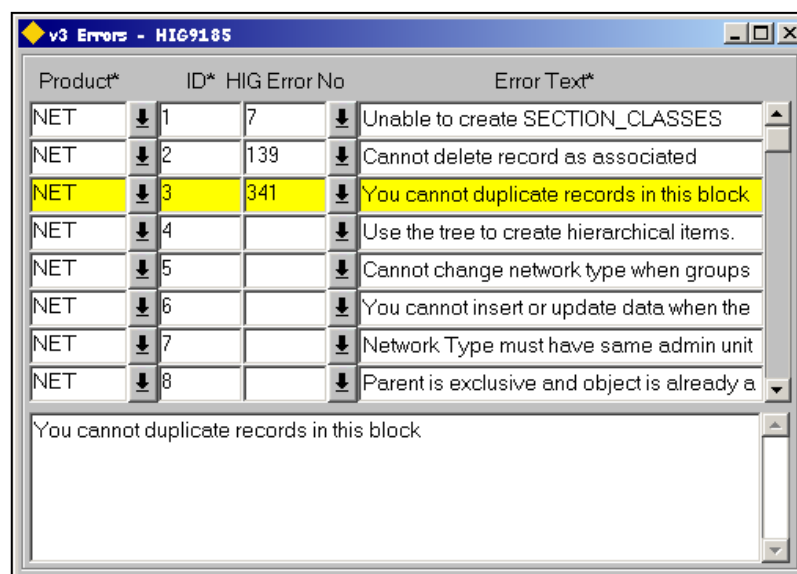 v3 Errors - HIG9185
Product* ID* HIG Error No Error Text*
NET 1 7 Unable to create SECTION_CLASSES
NET 2 139 Cannot delete record as associated
NET 3 341 You cannot duplicate records in this block
NET 4 Use the tree to create hierarchical items.
NET 5 Cannot change network type when groups
NET 6 You cannot insert or update data when the
NET 7 Network Type must have same admin unit
NET 8 Parent is exclusive and object is already a
You cannot duplicate records in this block